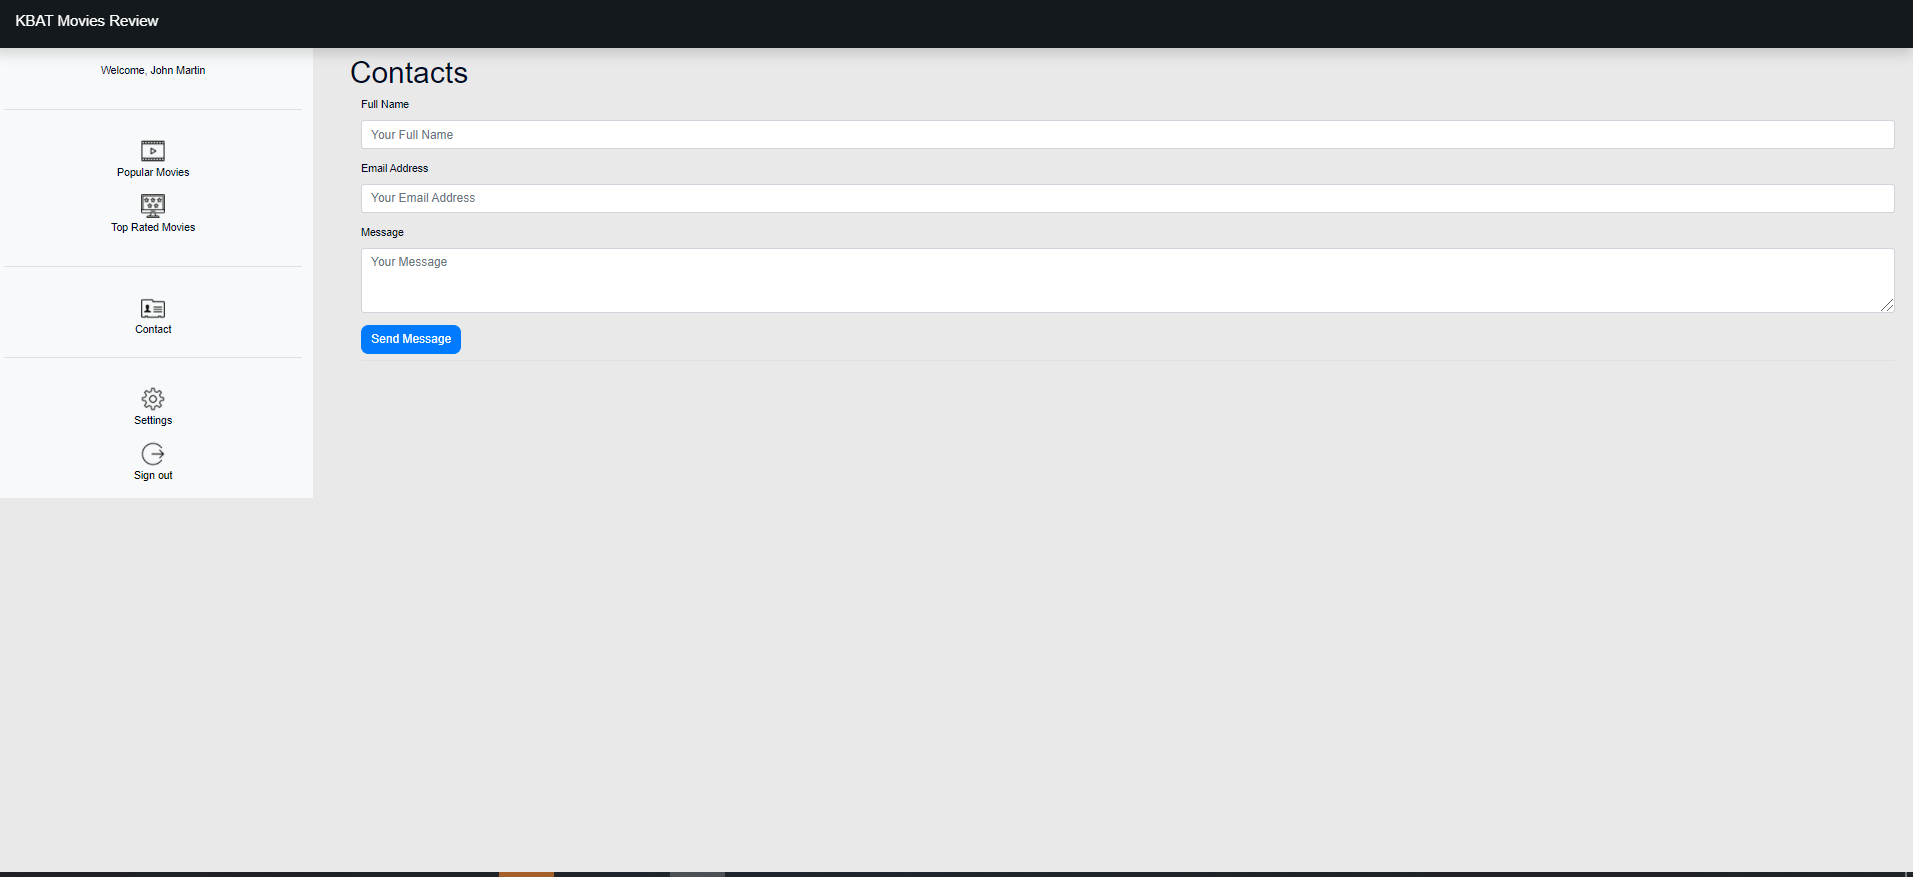 KBAT Movies Review
Welcome, John Martin
Popular Movies
Top Rated Movies
Contact
Settings
Sign out
Contacts
Full Name
Your Full Name
Email Address
Your Email Address
Message
Your Message
Send Message